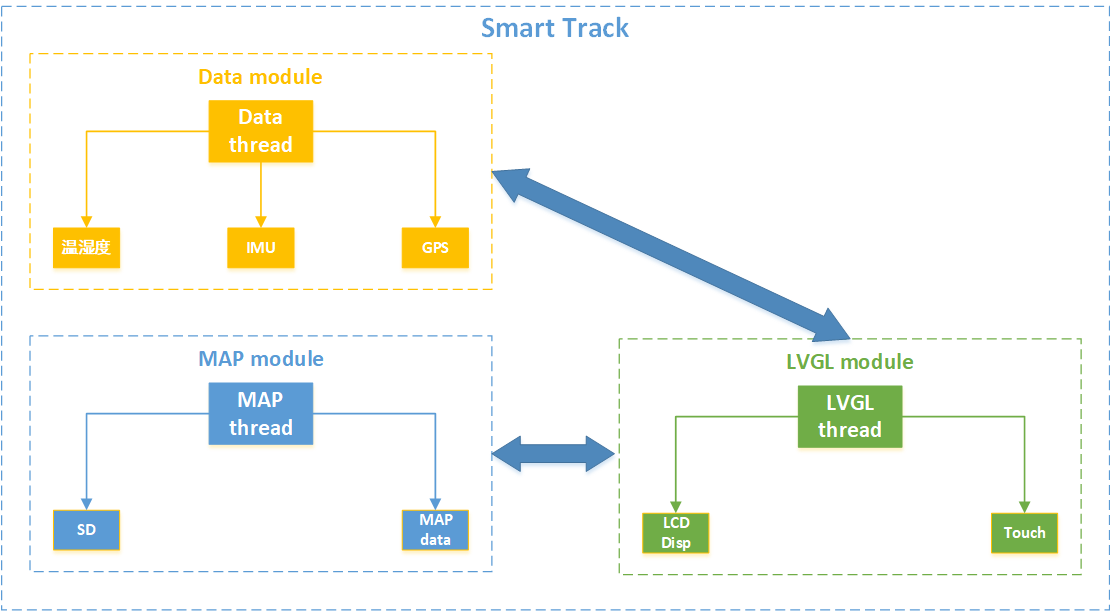 Smart Track
Data module
Data
thread
温湿度
IMU
GPS
MAP module
MAP
thread
SD
MAP
data
LVGL module
LVGL
thread
LCD
Disp
Touch